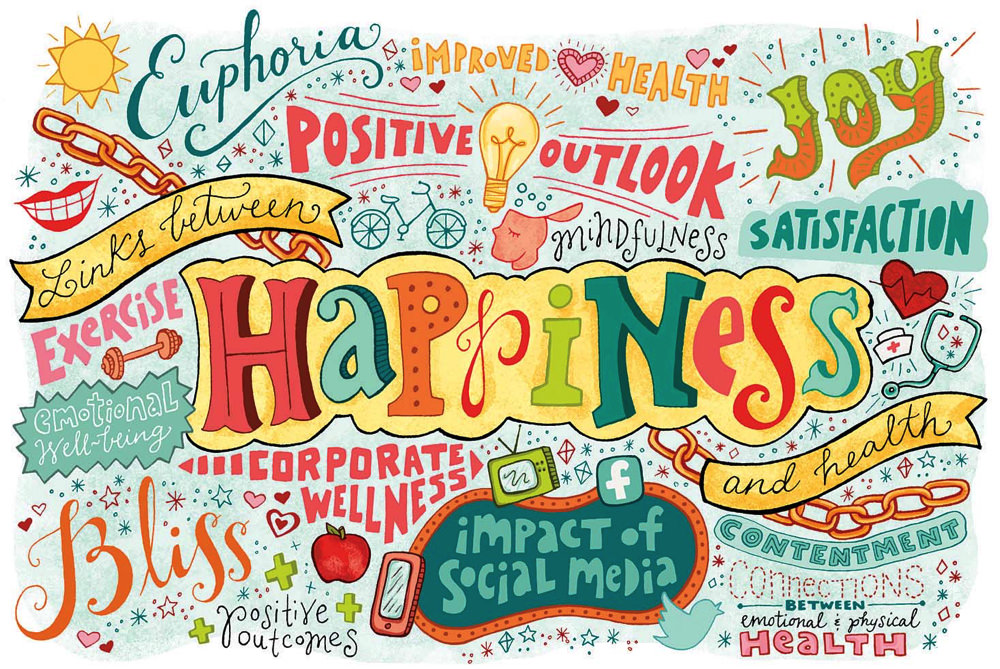 Euphoria
iMPROVED HEALTH
JOY
POSITIVE OUTLOOK
Links between
MiNDfulNESS
SATiSFACTiON
HaPPiNess
EXERCISE
emotional
Well-being
and health
CORPORATE
WELLNESS
f
Bliss
iMPACT of
SOCiAL MeDiA
CONTENTMENT
CONNECTiONS
BETWEEN
emotional & physical
HEALTH
positive
outcomes